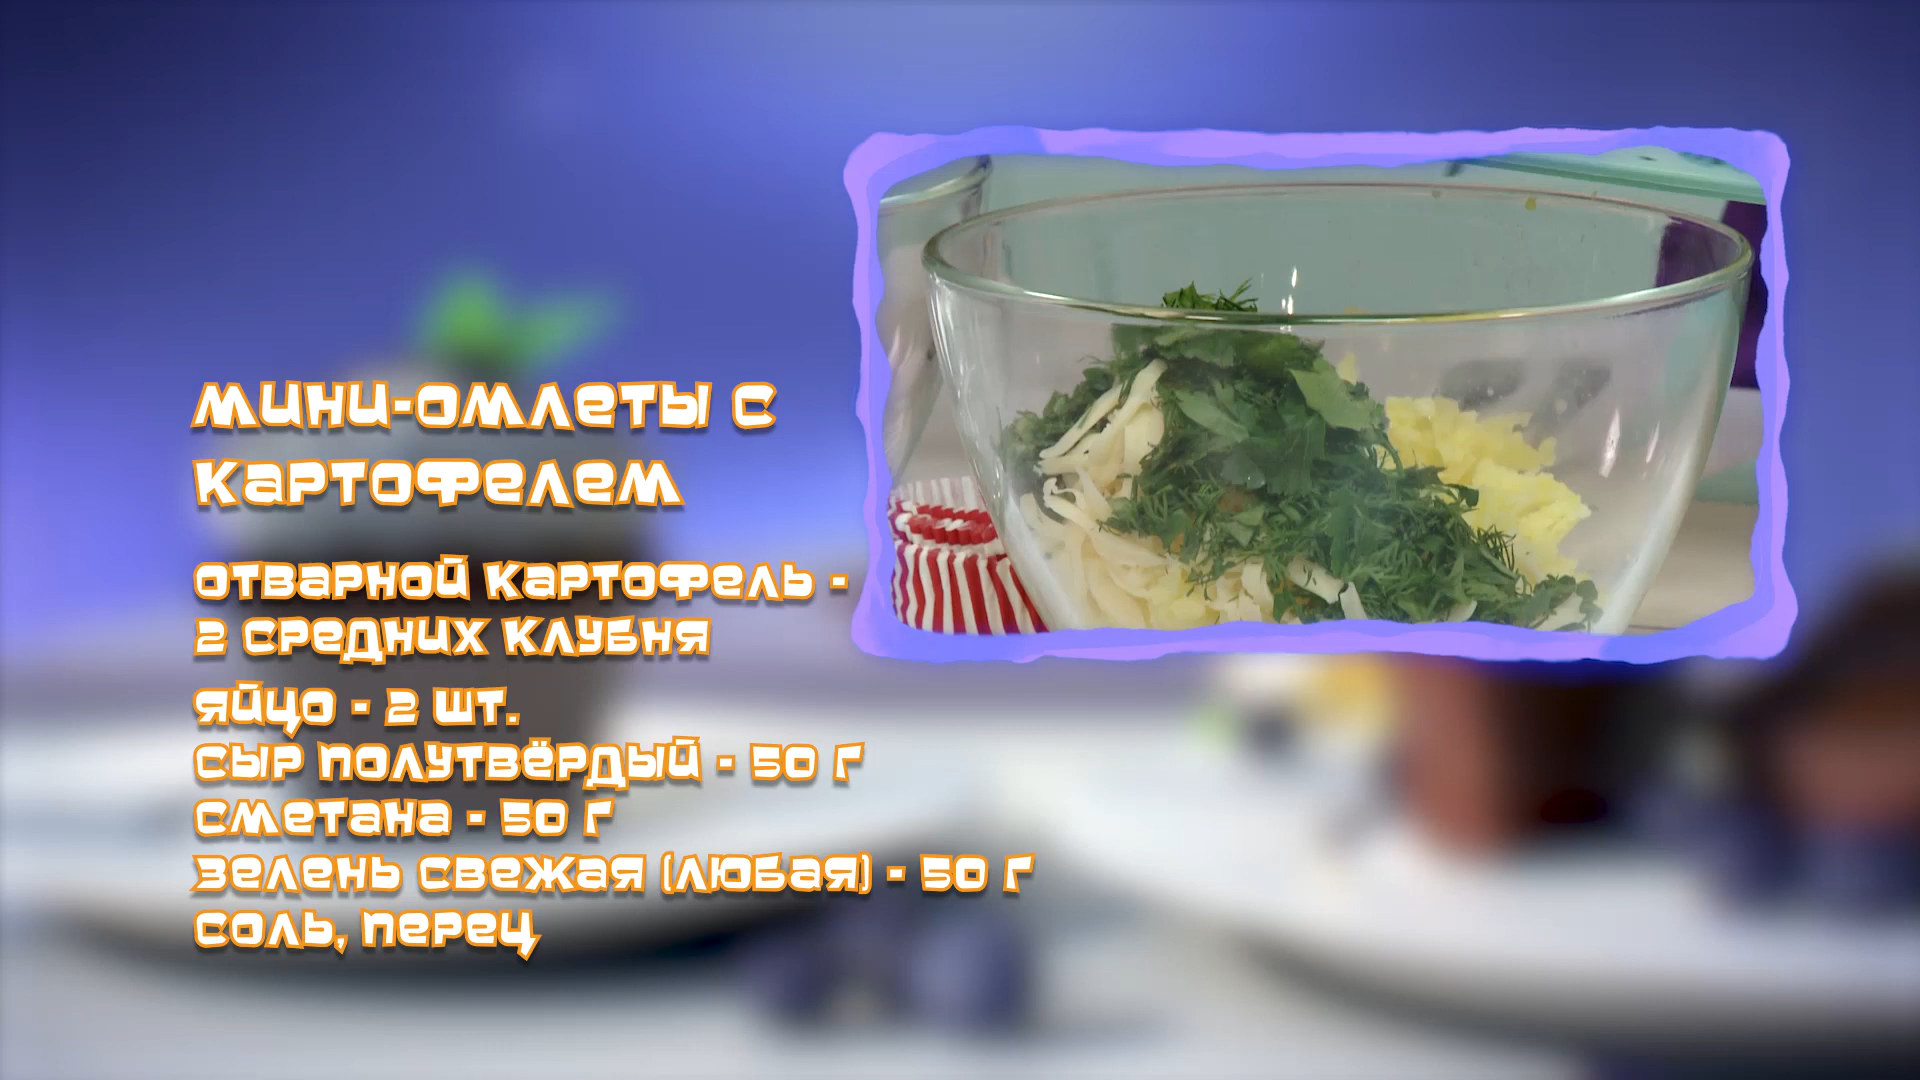 мини-омлеты с
картофелем
отварной картофель -
2 средних клубня
яйцо - 2 шт.
сыр полутвёрдый - 50 г
сметана - 50 г
зелень свежая (любая) - 50 г
соль, перец